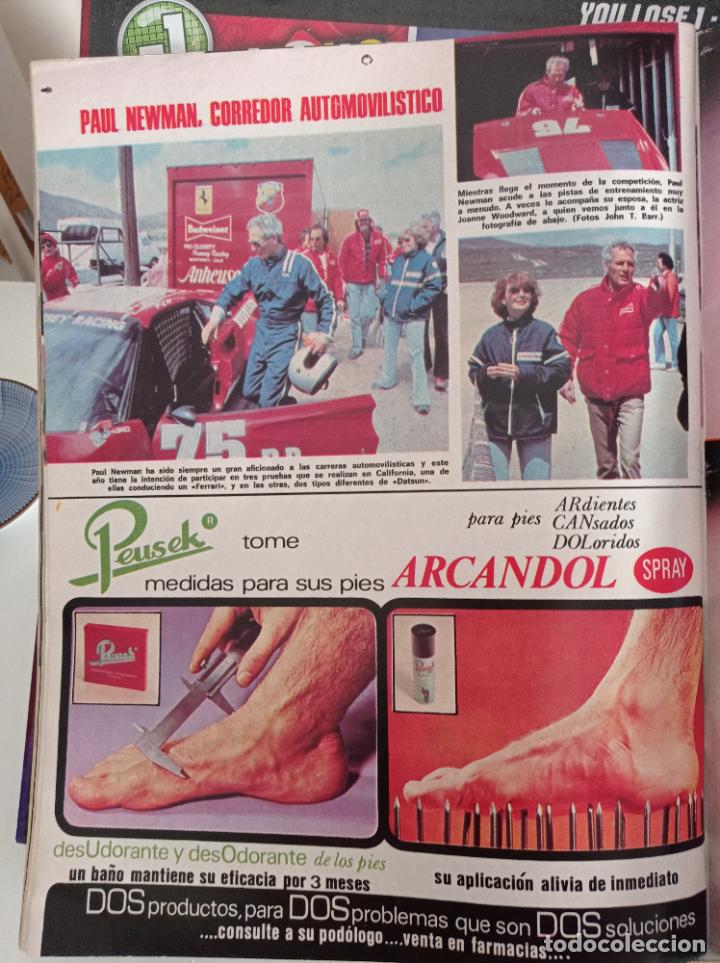 YOU LOSE 1-
PAUL NEWMAN, CORREDOR AUTOMOVILISTICO
Budweiser
Anheuse
SEY RACING
75
76
Mientras llega el momento de la competición, Paul
Newman acude a las pistas de entrenamiento muy
a menudo. A veces le acompaña su esposa, la actriz
Joanne Woodward, a quien vemos junto a él en la
fotografía de abajo. (Fotos John T. Barr.)
Paul Newman ha sido siempre un gran aficionado a las carreras automovilísticas y este
año tiene la intención de participar en tres pruebas que se realizan en California, una de
ellas conduciendo un «Ferrari», y en las otras, dos tipos diferentes de «Datsun».
Peusek®
tome
medidas para sus pies
para pies
ARdientes
CANsados
DOLoridos
ARCANDOL SPRAY
Peusek
Peusek
desUdorante y desOdorante de los pies
un baño mantiene su eficacia por 3 meses
su aplicación alivia de inmediato
DOS productos, para DOS problemas que son DOS soluciones
....consulte a su podólogo....venta en farmacias....
todocoleccion